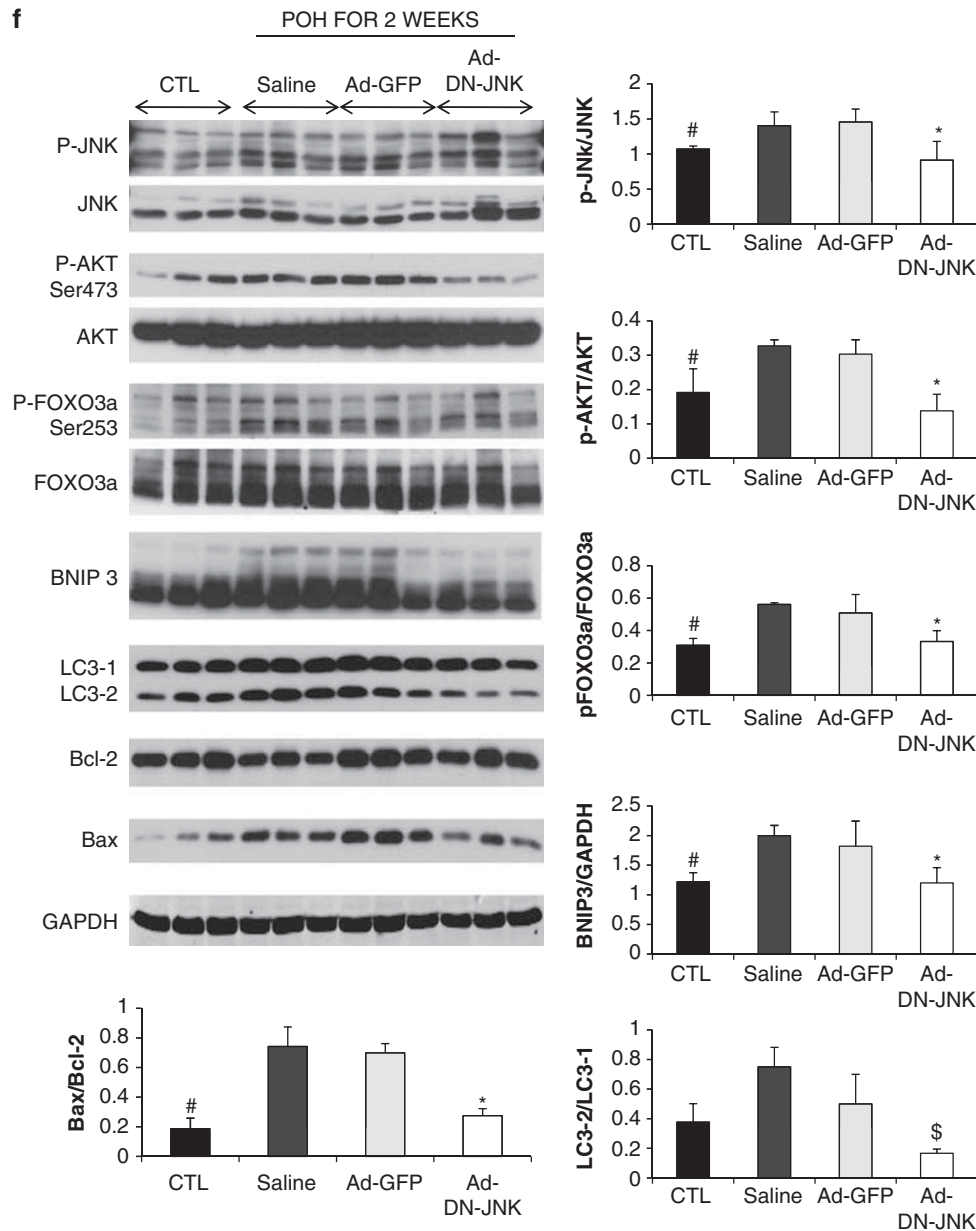 f
POH FOR 2 WEEKS
CTL
Saline
Ad-GFP
Ad-
DN-JNK
P-JNK
JNK
P-AKT
Ser473
AKT
P-FOXO3a
Ser253
FOXO3a
BNIP 3
LC3-1
LC3-2
Bcl-2
Bax
GAPDH
p-JNk/JNK
2
1.5
1
0.5
0
#
*
CTL
Saline
Ad-GFP
Ad-
DN-JNK
p-AKT/AKT
0.4
0.3
0.2
0.1
0
#
*
CTL
Saline
Ad-GFP
Ad-
DN-JNK
pFOXO3a/FOXO3a
0.8
0.6
0.4
0.2
0
#
*
CTL
Saline
Ad-GFP
Ad-
DN-JNK
BNIP3/GAPDH
2.5
2
1.5
1
0.5
0
#
*
CTL
Saline
Ad-GFP
Ad-
DN-JNK
Bax/Bcl-2
1
0.8
0.6
0.4
0.2
0
#
*
CTL
Saline
Ad-GFP
Ad-
DN-JNK
LC3-2/LC3-1
1
0.8
0.6
0.4
0.2
0
$
CTL
Saline
Ad-GFP
Ad-
DN-JNK